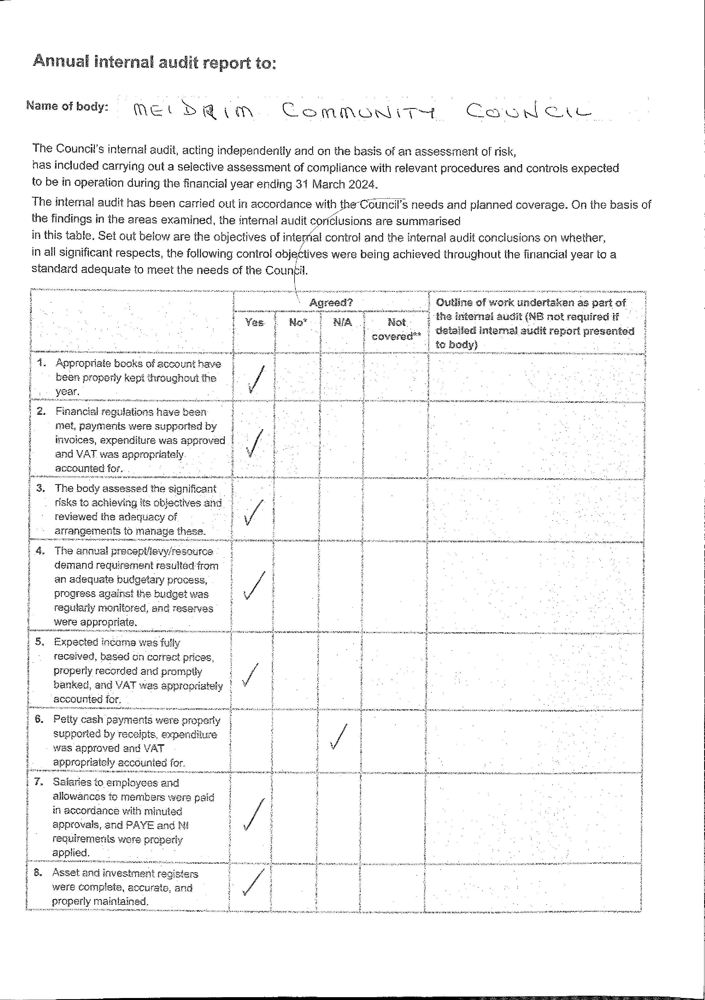 Annual internal audit report to:
Name of body: MEIDRIM COMMUNITY COUNCIL
The Council's internal audit, acting independently and on the basis of an assessment of risk,
has included carrying out a selective assessment of compliance with relevant procedures and controls expected
to be in operation during the financial year ending 31 March 2024.
The internal audit has been carried out in accordance with the Council's needs and planned coverage. On the basis of
the findings in the areas examined, the internal audit conclusions are summarised
in this table. Set out below are the objectives of internal control and the internal audit conclusions on whether,
in all significant respects, the following control objectives were being achieved throughout the financial year to a
standard adequate to meet the needs of the Council.
Agreed?
Yes No* N/A Not
covered**
Outline of work undertaken as part of
the internal audit (NB not required if
detailed internal audit report presented
to body)
1. Appropriate books of account have
been properly kept throughout the
year.
✓
2. Financial regulations have been
met, payments were supported by
invoices, expenditure was approved
and VAT was appropriately
accounted for.
✓
3. The body assessed the significant
risks to achieving its objectives and
reviewed the adequacy of
arrangements to manage these.
✓
4. The annual precept/levy/resource
demand requirement resulted from
an adequate budgetary process,
progress against the budget was
regularly monitored, and reserves
were appropriate.
✓
5. Expected income was fully
received, based on correct prices,
properly recorded and promptly
banked, and VAT was appropriately
accounted for.
✓
6. Petty cash payments were properly
supported by receipts, expenditure
was approved and VAT
appropriately accounted for.
✓
7. Salaries to employees and
allowances to members were paid
in accordance with minuted
approvals, and PAYE and NI
requirements were properly
applied.
✓
8. Asset and investment registers
were complete, accurate, and
properly maintained.
✓